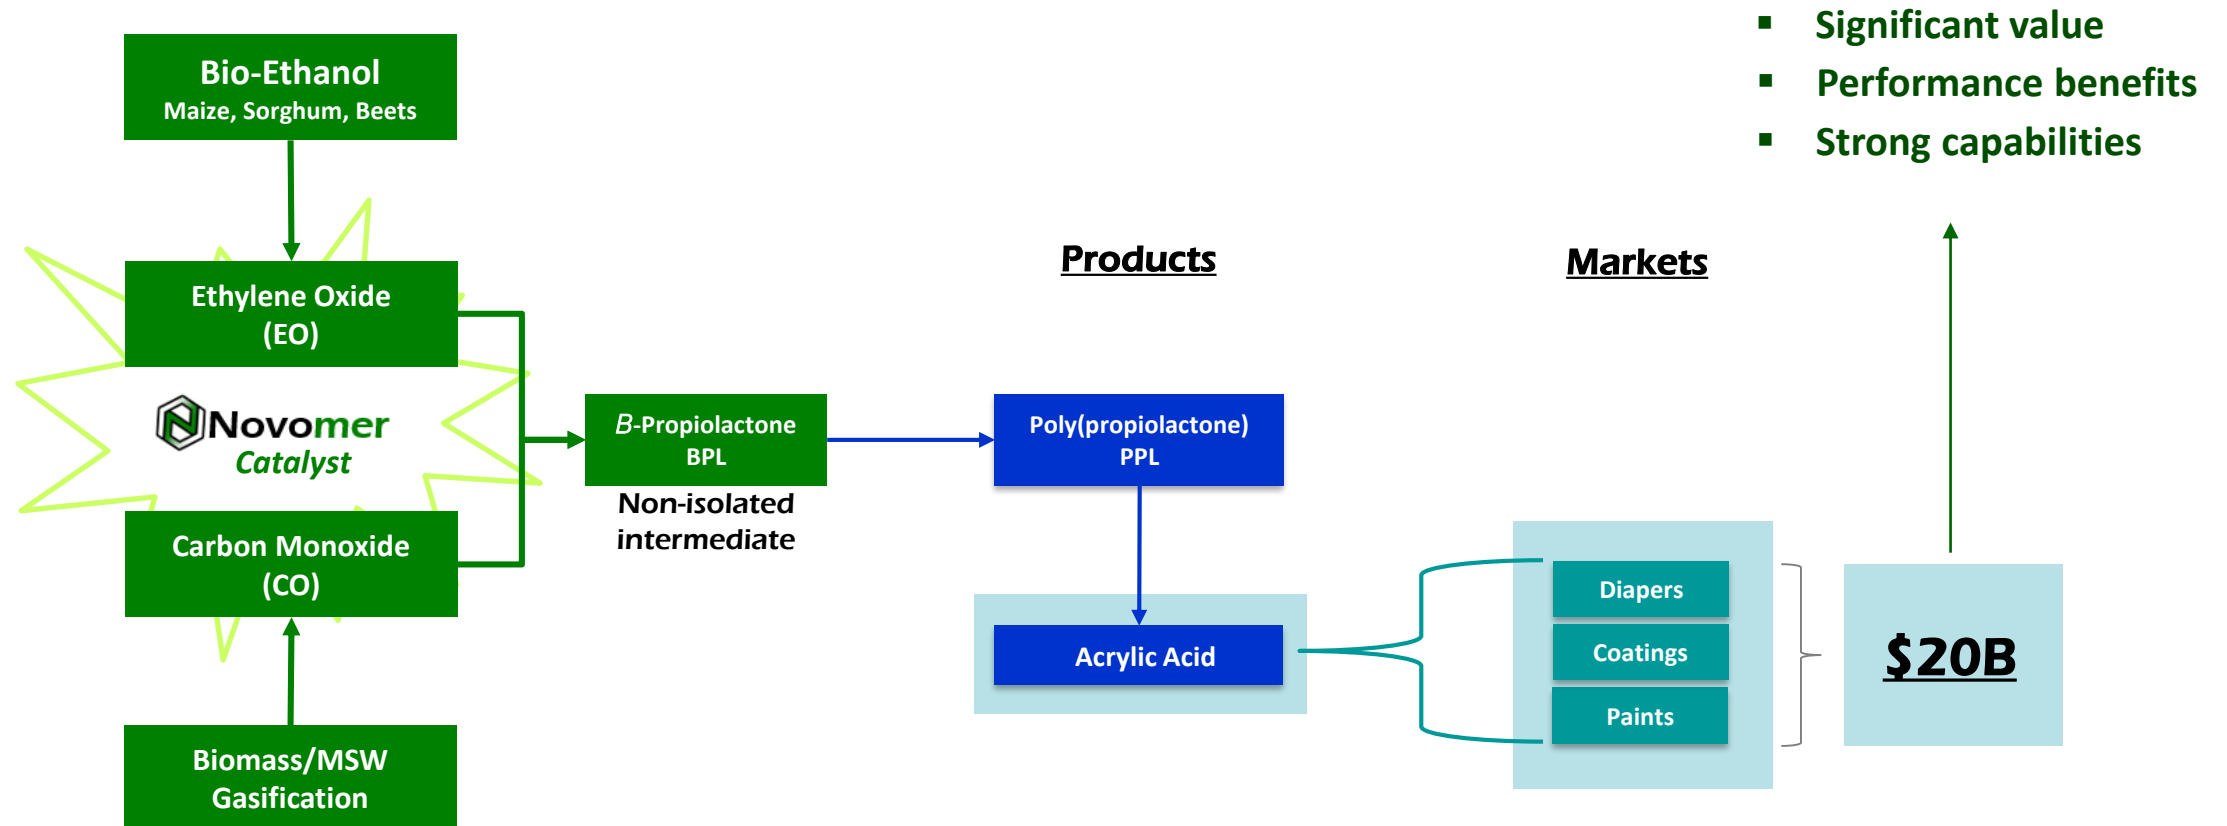 ▪ Significant value
▪ Performance benefits
▪ Strong capabilities
Bio-Ethanol
Maize, Sorghum, Beets
Ethylene Oxide
(EO)
Novomer
Catalyst
Carbon Monoxide
(CO)
Biomass/MSW
Gasification
B-Propiolactone
BPL
Non-isolated
intermediate
Products
Poly(propiolactone)
PPL
Acrylic Acid
Markets
Diapers
Coatings
Paints
$20B